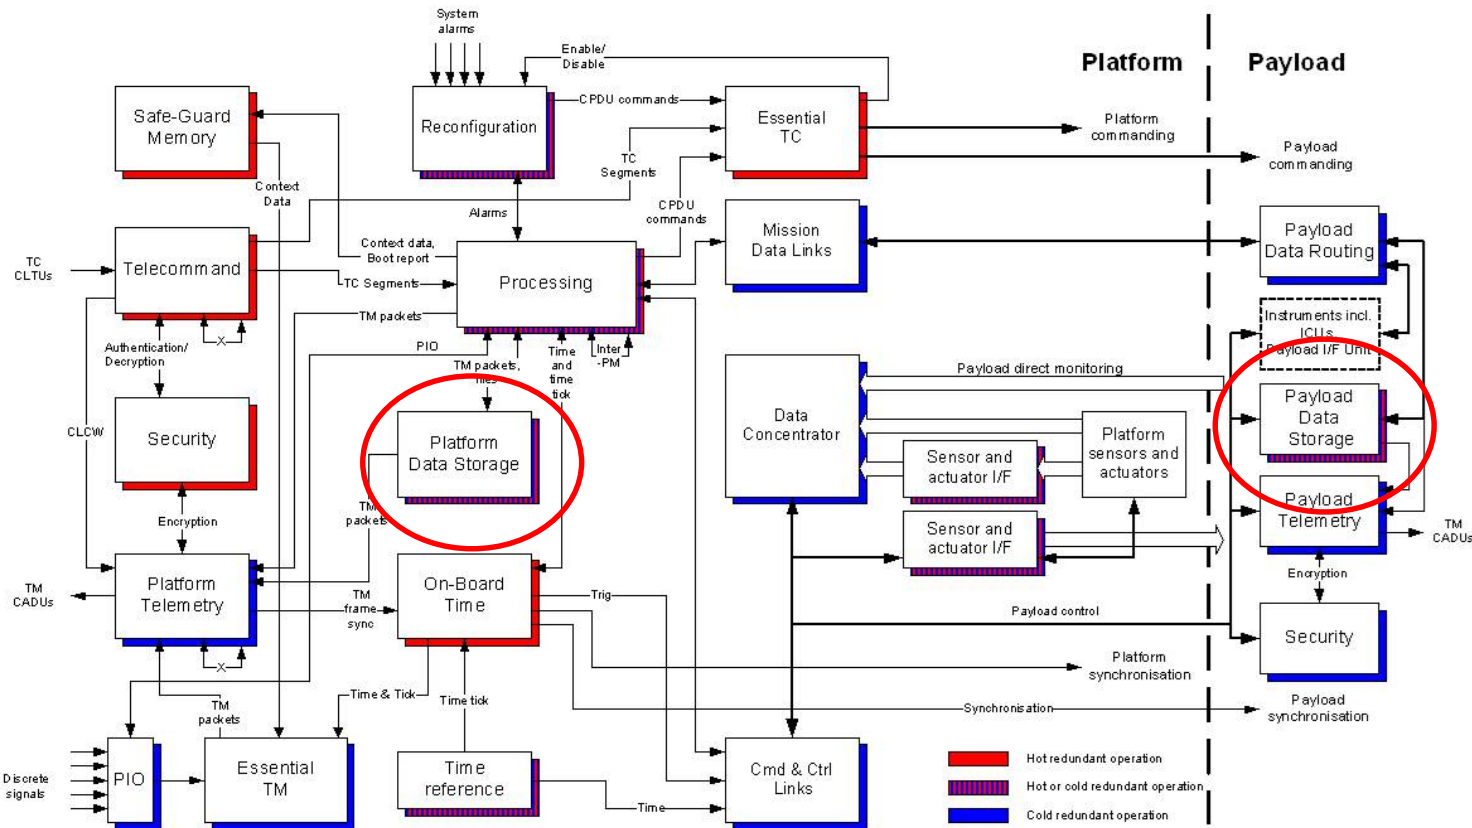 System
alarms
Enable/
Disable
Platform
Payload
Safe-Guard
Memory
Reconfiguration
CPDU commands
Essential
TC
Platform
commanding
Payload
commanding
TC
Segments
Context
Data
Alarms
CPDU
commands
Mission
Data Links
Payload
Data Routing
TC
CLTUs
Telecommand
Context data,
Boot report
TC Segments
Processing
TM packets
PIO
Authentication/
Decryption
X
TM packets,
files
Time
and
time
tick
Inter
-PM
Instruments incl.
ICUs
Payload I/F Unit
Payload direct monitoring
CLCW
Security
Platform
Data Storage
Data
Concentrator
Sensor and
actuator I/F
Platform
sensors and
actuators
Payload
Data
Storage
Encryption
TM
packets
Sensor and
actuator I/F
Payload
Telemetry
TM
CADUs
TM
CADUs
Platform
Telemetry
TM
frame
sync
On-Board
Time
Trig
Encryption
Payload control
Security
X
Platform
synchronisation
Time & Tick
Time tick
Synchronisation
Payload
synchronisation
TM
packets
Discrete
signals
PIO
Essential
TM
Time
reference
Time
Cmd & Ctrl
Links
Hot redundant operation
Hot or cold redundant operation
Cold redundant operation